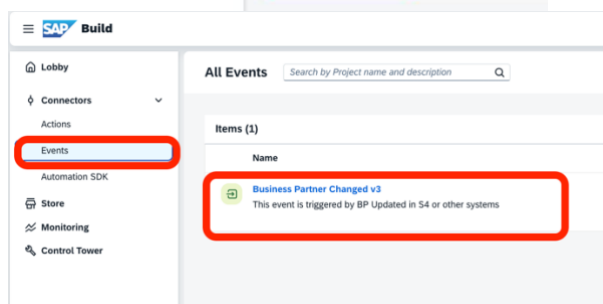 SAP Build
Lobby
Connectors
Actions
Events
Automation SDK
Store
Monitoring
Control Tower
All Events
Search by Project name and description
Items (1)
Name
Business Partner Changed v3
This event is triggered by BP Updated in S4 or other systems